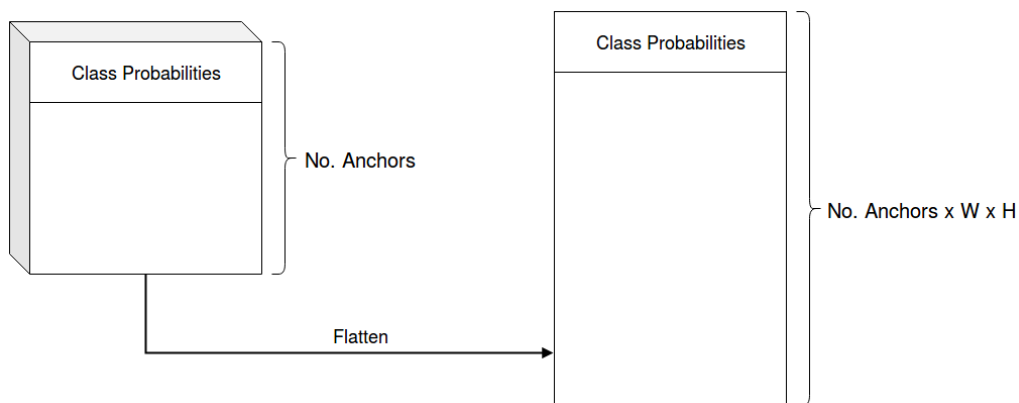 Class Probabilities
No. Anchors
Flatten
Class Probabilities
No. Anchors x W x H